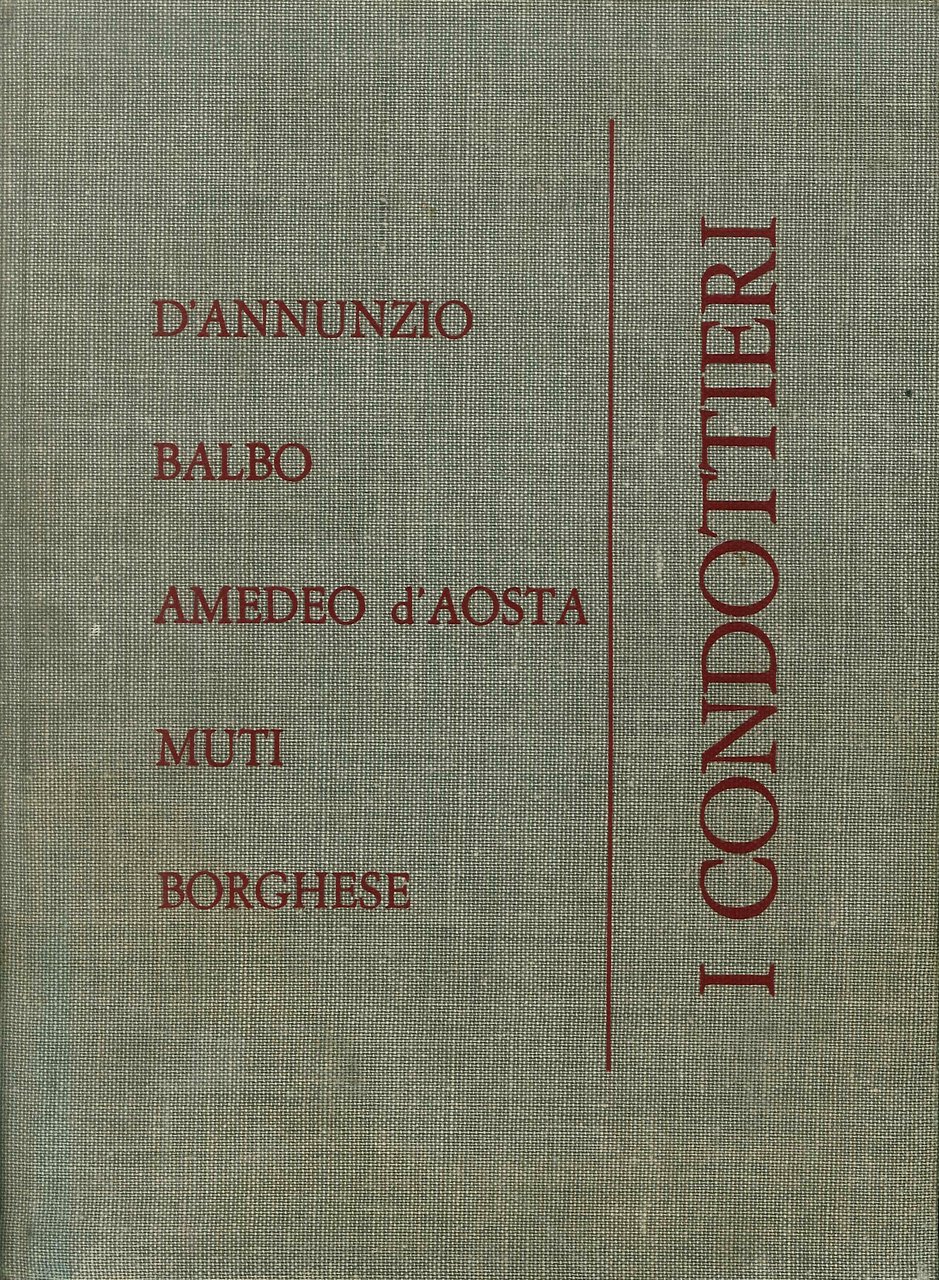 D'ANNUNZIO
BALBO
AMEDEO d'AOSTA
MUTI
BORGHESE
I CONDOTTIERI